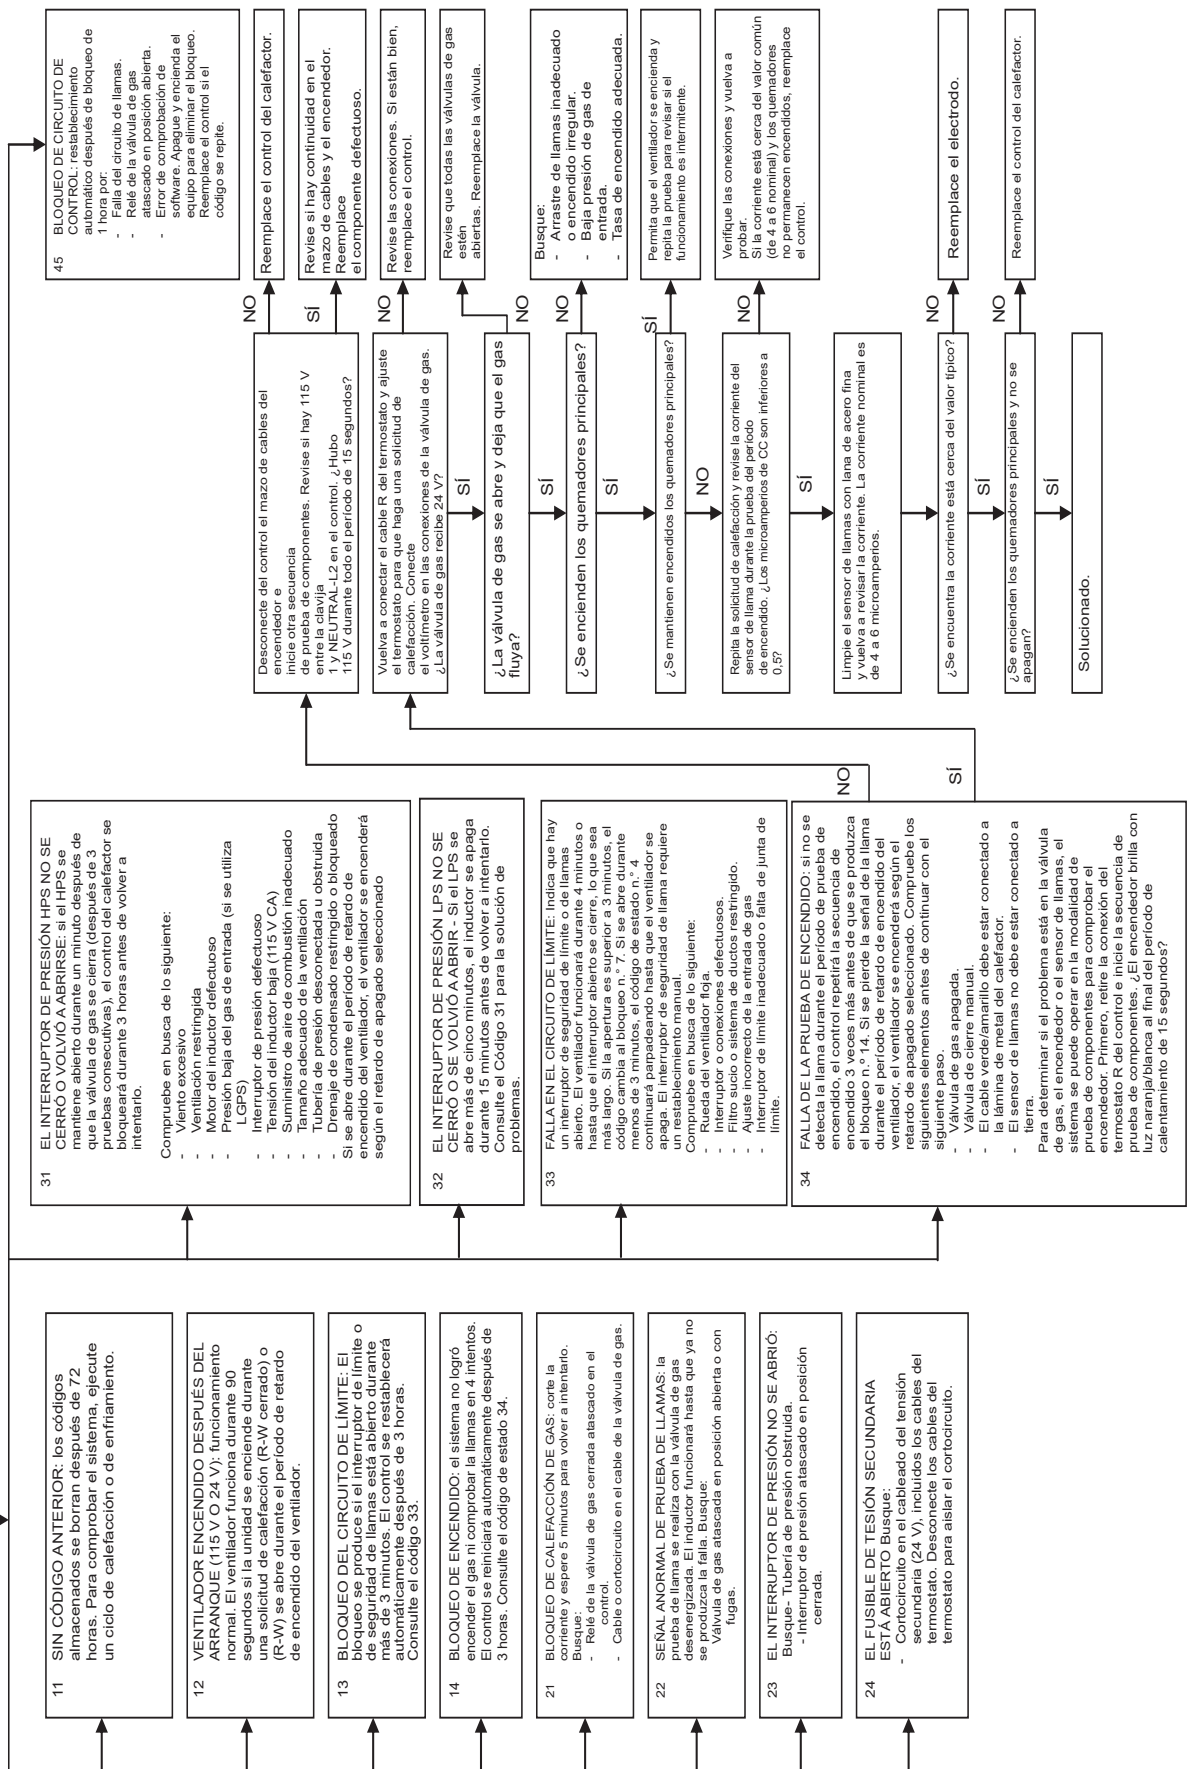 11 SIN CÓDIGO ANTERIOR: los códigos
almacenados se borran después de 72
horas. Para comprobar el sistema, ejecute
un ciclo de calefacción o de enfriamiento.
12 VENTILADOR ENCENDIDO DESPUÉS DEL
ARRANQUE (115 V O 24 V): funcionamiento
normal. El ventilador funciona durante 90
segundos si la unidad se enciende durante
una solicitud de calefacción (R-W cerrado) o
(R-W) se abre durante el período de retardo
de encendido del ventilador.
13 BLOQUEO DEL CIRCUITO DE LÍMITE: El
bloqueo se produce si el interruptor de límite o
de seguridad de llamas está abierto durante
más de 3 minutos. El control se restablecerá
automáticamente después de 3 horas.
Consulte el código 33.
14 BLOQUEO DE ENCENDIDO: el sistema no logró
encender el gas ni comprobar la llamas en 4 intentos.
El control se reiniciará automáticamente después de
3 horas. Consulte el código de estado 34.
21 BLOQUEO DE CALEFACCIÓN DE GAS: corte la
corriente y espere 5 minutos para volver a intentarlo.
Busque:
- Relé de la válvula de gas cerrada atascado en el
control.
- Cable o cortocircuito en el cable de la válvula de gas.
22 SEÑAL ANORMAL DE PRUEBA DE LLAMAS: la
prueba de llama se realiza con la válvula de gas
desenergizada. El inductor funcionará hasta que ya no
se produzca la falla. Busque:
- Válvula de gas atascada en posición abierta o con
fugas.
23 EL INTERRUPTOR DE PRESIÓN NO SE ABRIÓ:
Busque- Tubería de presión obstruida.
- Interruptor de presión atascado en posición
cerrada.
24 EL FUSIBLE DE TESIÓN SECUNDARIA
ESTÁ ABIERTO Busque:
- Cortocircuito en el cableado del tensión
secundaria (24 V), incluidos los cables del
termostato. Desconecte los cables del
termostato para aislar el cortocircuito.
31 EL INTERRUPTOR DE PRESIÓN HPS NO SE
CERRÓ O VOLVIÓ A ABRIRSE: si el HPS se
mantiene abierto durante un minuto después de
que la válvula de gas se cierra (después de 3
pruebas consecutivas), el control del calefactor se
bloqueará durante 3 horas antes de volver a
intentarlo.
Compruebe en busca de lo siguiente:
- Viento excesivo
- Ventilación restringida
- Motor del inductor defectuoso
- Presión baja del gas de entrada (si se utiliza
LGPS)
- Interruptor de presión defectuoso
- Tensión del inductor baja (115 V CA)
- Suministro de aire de combustión inadecuado
- Tamaño adecuado de la ventilación
- Tubería de presión desconectada u obstruida
- Drenaje de condensado restringido o bloqueado
Si se abre durante el período de retardo de
encendido del ventilador, el ventilador se encenderá
según el retardo de apagado seleccionado
32 EL INTERRUPTOR DE PRESIÓN LPS NO SE
CERRÓ O SE VOLVIÓ A ABRIR - Si el LPS se
abre más de cinco minutos, el inductor se apaga
durante 15 minutos antes de volver a intentarlo.
Consulte el Código 31 para la solución de
problemas.
33 FALLA EN EL CIRCUITO DE LÍMITE: Indica que hay
un interruptor de seguridad de límite o de llamas
abierto. El ventilador funcionará durante 4 minutos o
hasta que el interruptor abierto se cierre, lo que sea
más largo. Si la apertura es superior a 3 minutos, el
código cambia al bloqueo n.º 7. Si se abre durante
menos de 3 minutos, el código de estado n.º 4
continuará parpadeando hasta que el ventilador se
apaga. El interruptor de seguridad de llama requiere
un restablecimiento manual.
Compruebe en busca de lo siguiente:
- Rueda del ventilador floja.
- Interruptor o conexiones defectuosos.
- Filtro sucio o sistema de ductos restringido.
- Ajuste incorrecto de la entrada de gas
- Interruptor de límite inadecuado o falta de junta de
límite.
34 FALLA DE LA PRUEBA DE ENCENDIDO: si no se
detecta la llama durante el período de prueba de
encendido, el control repetirá la secuencia de
encendido 3 veces más antes de que se produzca
el bloqueo n.º 14. Si se pierde la señal de la llama
durante el período de retardo de encendido del
ventilador, el ventilador se encenderá según el
retardo de apagado seleccionado. Compruebe los
siguientes elementos antes de continuar con el
siguiente paso.
- Válvula de gas apagada.
- Válvula de cierre manual.
- El cable verde/amarillo debe estar conectado a
la lámina de metal del calefactor.
- El sensor de llamas no debe estar conectado a
tierra.
Para determinar si el problema está en la válvula
de gas, el encendedor o el sensor de llamas, el
sistema se puede operar en la modalidad de
prueba de componentes para comprobar el
encendedor. Primero, retire la conexión del
termostato R del control e inicie la secuencia de
prueba de componentes. ¿El encendedor brilla con
luz naranja/blanca al final del período de
calentamiento de 15 segundos?
NO
SÍ
45 BLOQUEO DE CIRCUITO DE
CONTROL: restablecimiento
automático después de bloqueo de
1 hora por:
- Falla del circuito de llamas.
- Relé de la válvula de gas
atascado en posición abierta.
- Error de comprobación de
software. Apague y encienda el
equipo para eliminar el bloqueo.
Reemplace el control si el
código se repite.
Desconecte del control el mazo de cables del
encendedor e
inicie otra secuencia
de prueba de componentes. Revise si hay 115 V
entre la clavija
1 y NEUTRAL-L2 en el control. ¿Hubo
115 V durante todo el período de 15 segundos?
NO
Reemplace el control del calefactor.
SÍ
Revise si hay continuidad en el
mazo de cables y el encendedor.
Reemplace
el componente defectuoso.
Vuelva a conectar el cable R del termostato y ajuste
el termostato para que haga una solicitud de
calefacción. Conecte
el voltímetro en las conexiones de la válvula de gas.
¿La válvula de gas recibe 24 V?
NO
Revise las conexiones. Si están bien,
reemplace el control.
SÍ
¿La válvula de gas se abre y deja que el gas
fluya?
NO
Revise que todas las válvulas de gas
estén
abiertas. Reemplace la válvula.
SÍ
¿Se encienden los quemadores principales?
NO
Busque:
- Arrastre de llamas inadecuado
o encendido irregular.
- Baja presión de gas de
entrada.
- Tasa de encendido adecuada.
SÍ
¿Se mantienen encendidos los quemadores principales?
SÍ
Permita que el ventilador se encienda y
repita la prueba para revisar si el
funcionamiento es intermitente.
NO
Repita la solicitud de calefacción y revise la corriente del
sensor de llama durante la prueba del período
de encendido. ¿Los microamperios de CC son inferiores a
0,5?
NO
Verifique las conexiones y vuelva a
probar.
Si la corriente está cerca del valor común
(de 4 a 6 nominal) y los quemadores
no permanecen encendidos, reemplace
el control.
SÍ
Limpie el sensor de llamas con lana de acero fina
y vuelva a revisar la corriente. La corriente nominal es
de 4 a 6 microamperios.
¿Se encuentra la corriente está cerca del valor típico?
NO
Reemplace el electrodo.
SÍ
¿Se encienden los quemadores principales y no se
apagan?
NO
Reemplace el control del calefactor.
SÍ
Solucionado.